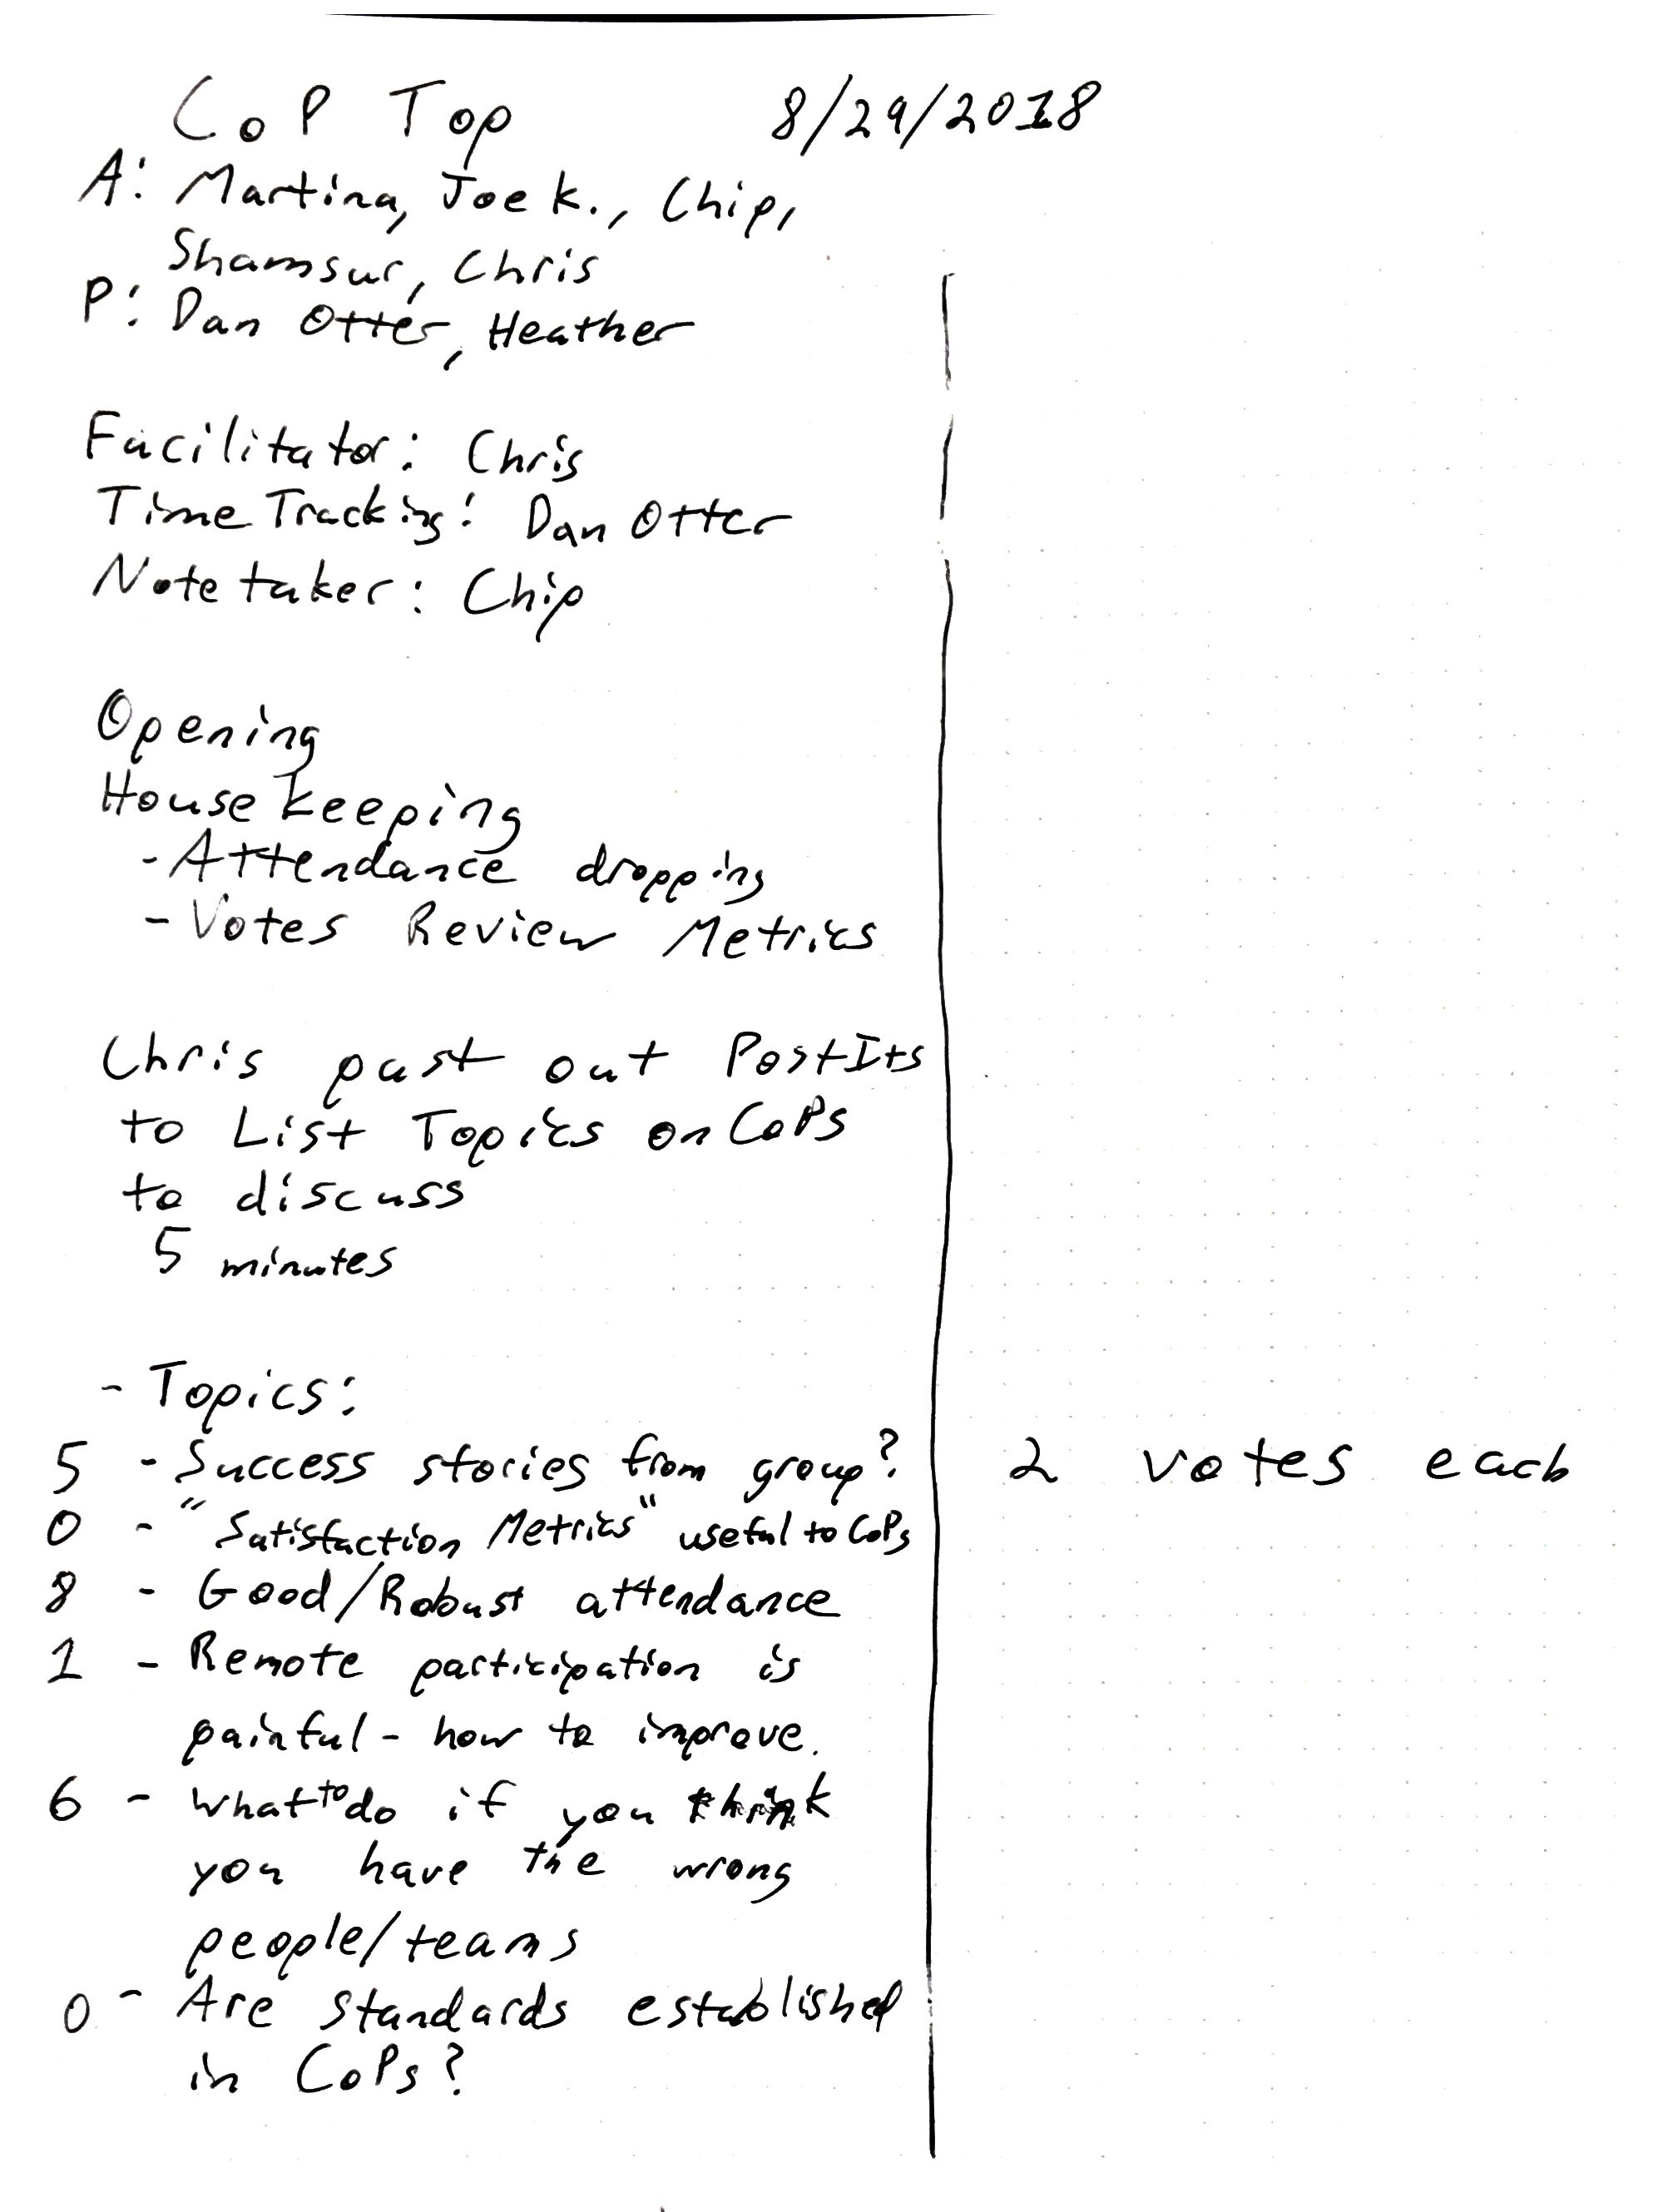 CoP Top 8/29/2018
A: Martina, Joe K., Chip,
Shamsur, Chris
P: Dan Otter, Heather
Facilitator: Chris
Time Tracking: Dan Otter
Note taker: Chip
Opening
House keeping
- Attendance dropping
- Votes Review Metrics
Chris past out PostIts
to List Topics on CoPs
to discuss
5 minutes
- Topics:
5 - Success stories from group? 2 votes each
0 - "Satisfaction Metrics" useful to CoPs
8 - Good/Robust attendance
1 - Remote participation is
painful - how to improve.
6 - What to do if you think
you have the wrong
people/teams
0 - Are standards established
in CoPs?